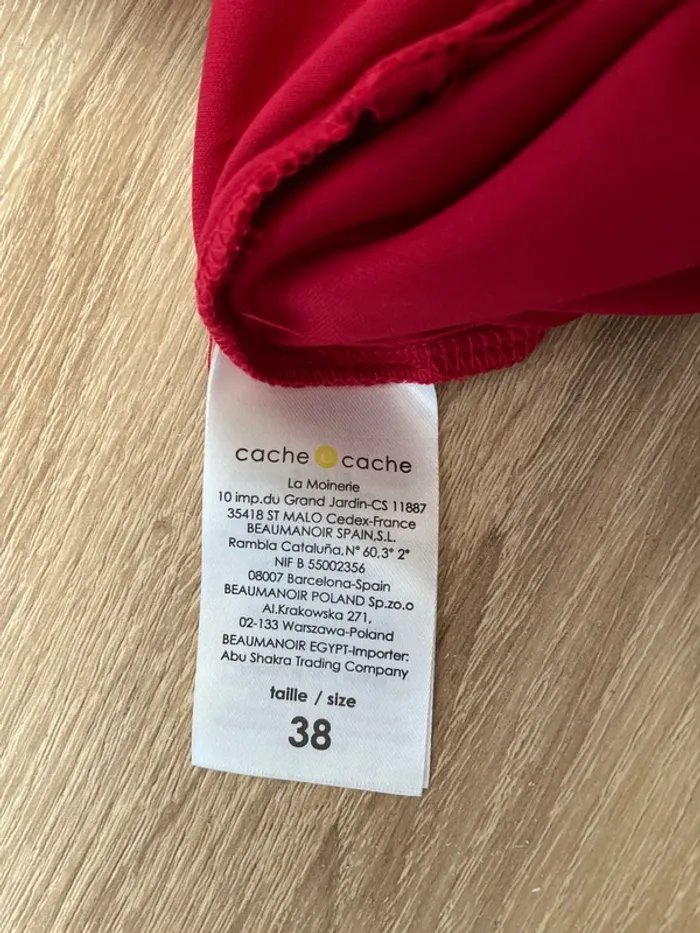 cache cache
La Moinerie
10 imp.du Grand Jardin-CS 11887
35418 ST MALO Cedex-France
BEAUMANOIR SPAIN,S.L.
Rambla Cataluña,N° 60,3° 2°
NIF B 55002356
08007 Barcelona-Spain
BEAUMANOIR POLAND Sp.zo.o
Al.Krakowska 271,
02-133 Warszawa-Poland
BEAUMANOIR EGYPT-Importer:
Abu Shakra Trading Company
taille / size
38